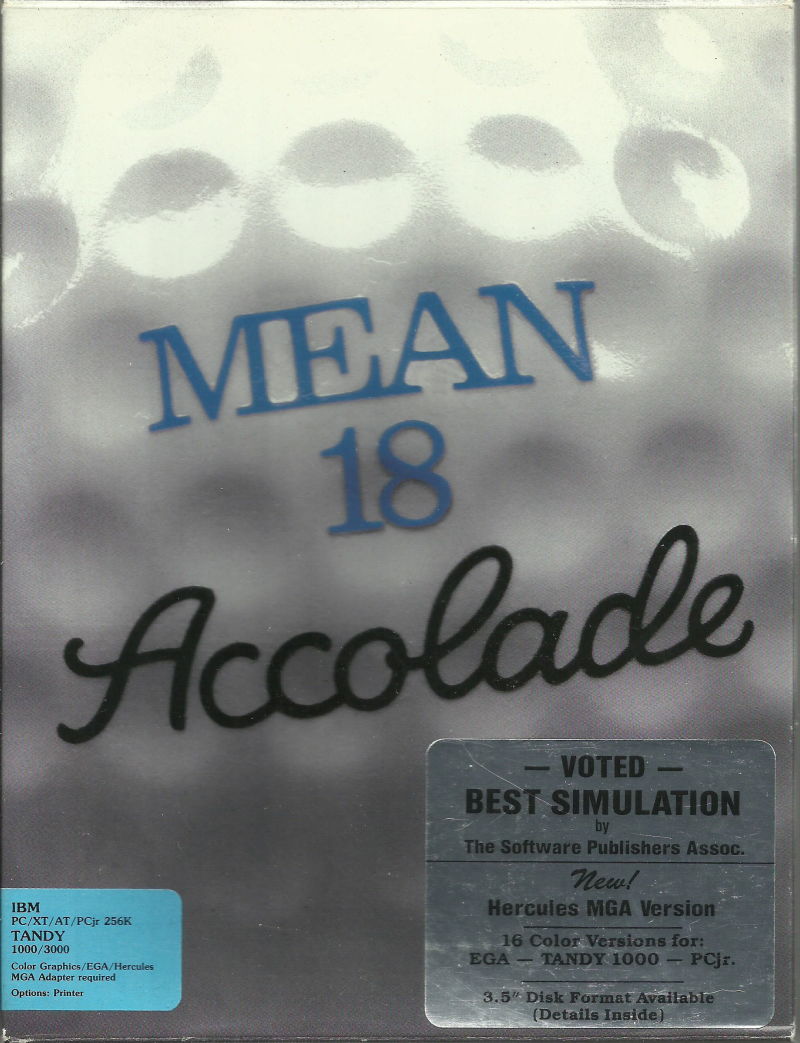 MEAN
18
Accolade
— VOTED —
BEST SIMULATION
by
The Software Publishers Assoc.
New!
Hercules MGA Version
16 Color Versions for:
EGA — TANDY 1000 — PCjr.
3.5" Disk Format Available
(Details Inside)
IBM
PC/XT/AT/PCjr 256K
TANDY
1000/3000
Color Graphics/EGA/Hercules
MGA Adapter required
Options: Printer